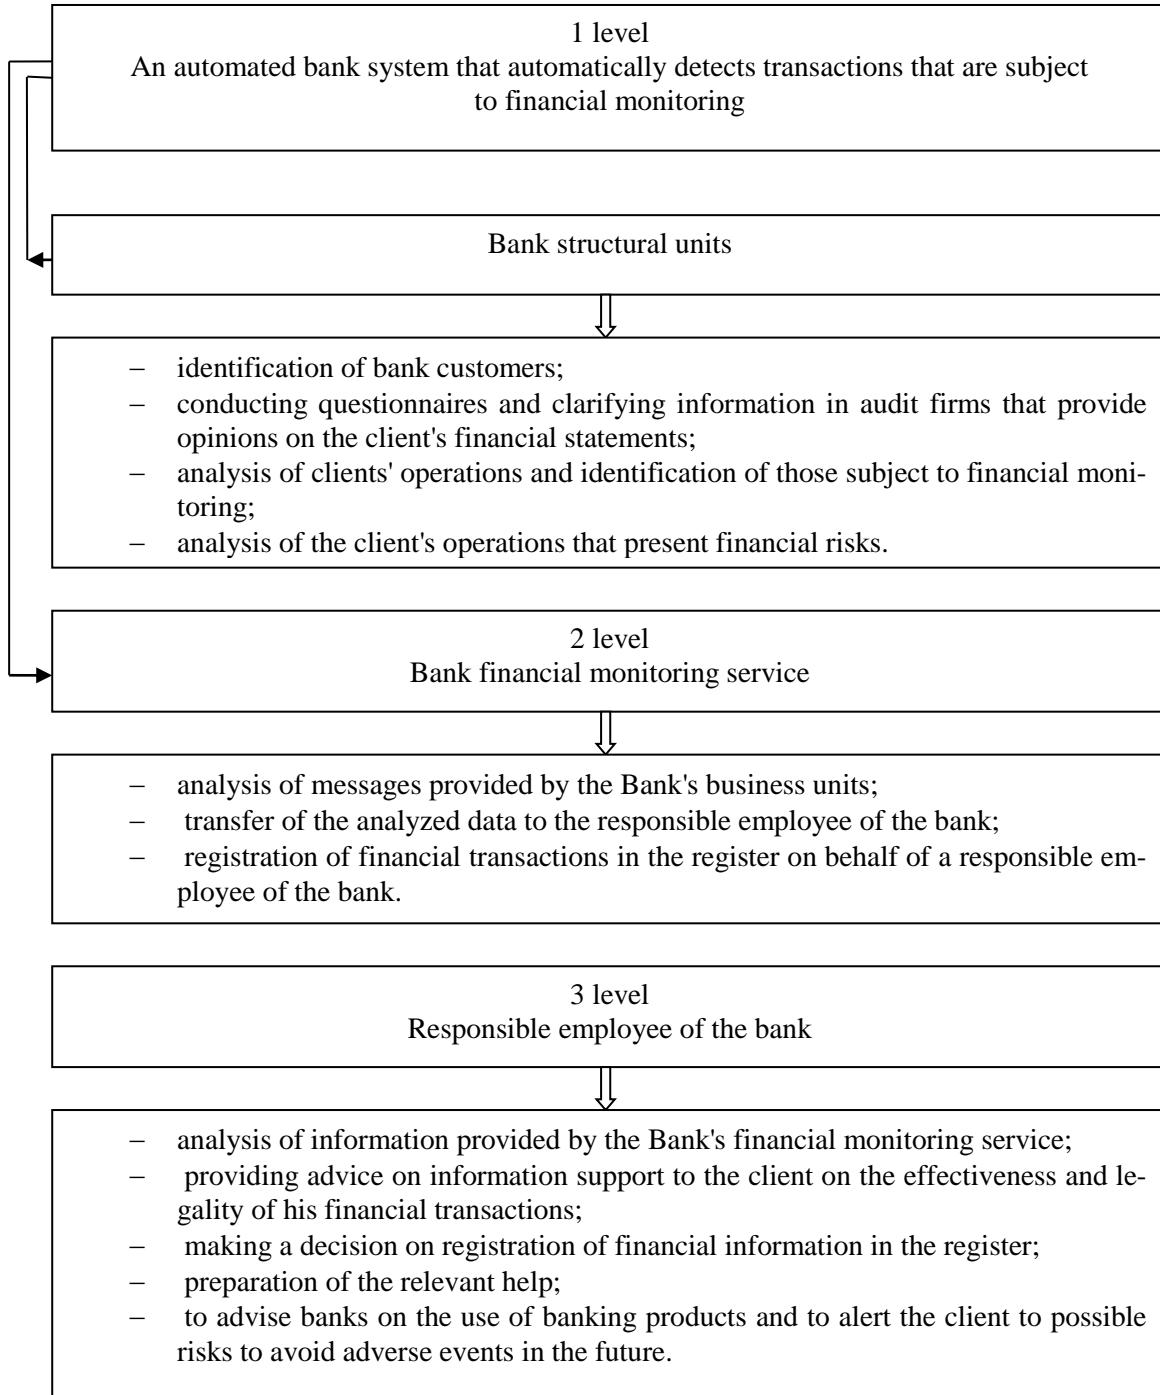 1 level
An automated bank system that automatically detects transactions that are subject
to financial monitoring
Bank structural units
– identification of bank customers;
– conducting questionnaires and clarifying information in audit firms that provide
opinions on the client's financial statements;
– analysis of clients' operations and identification of those subject to financial moni-
toring;
– analysis of the client's operations that present financial risks.
2 level
Bank financial monitoring service
– analysis of messages provided by the Bank's business units;
– transfer of the analyzed data to the responsible employee of the bank;
– registration of financial transactions in the register on behalf of a responsible em-
ployee of the bank.
3 level
Responsible employee of the bank
– analysis of information provided by the Bank's financial monitoring service;
– providing advice on information support to the client on the effectiveness and le-
gality of his financial transactions;
– making a decision on registration of financial information in the register;
– preparation of the relevant help;
– to advise banks on the use of banking products and to alert the client to possible
risks to avoid adverse events in the future.